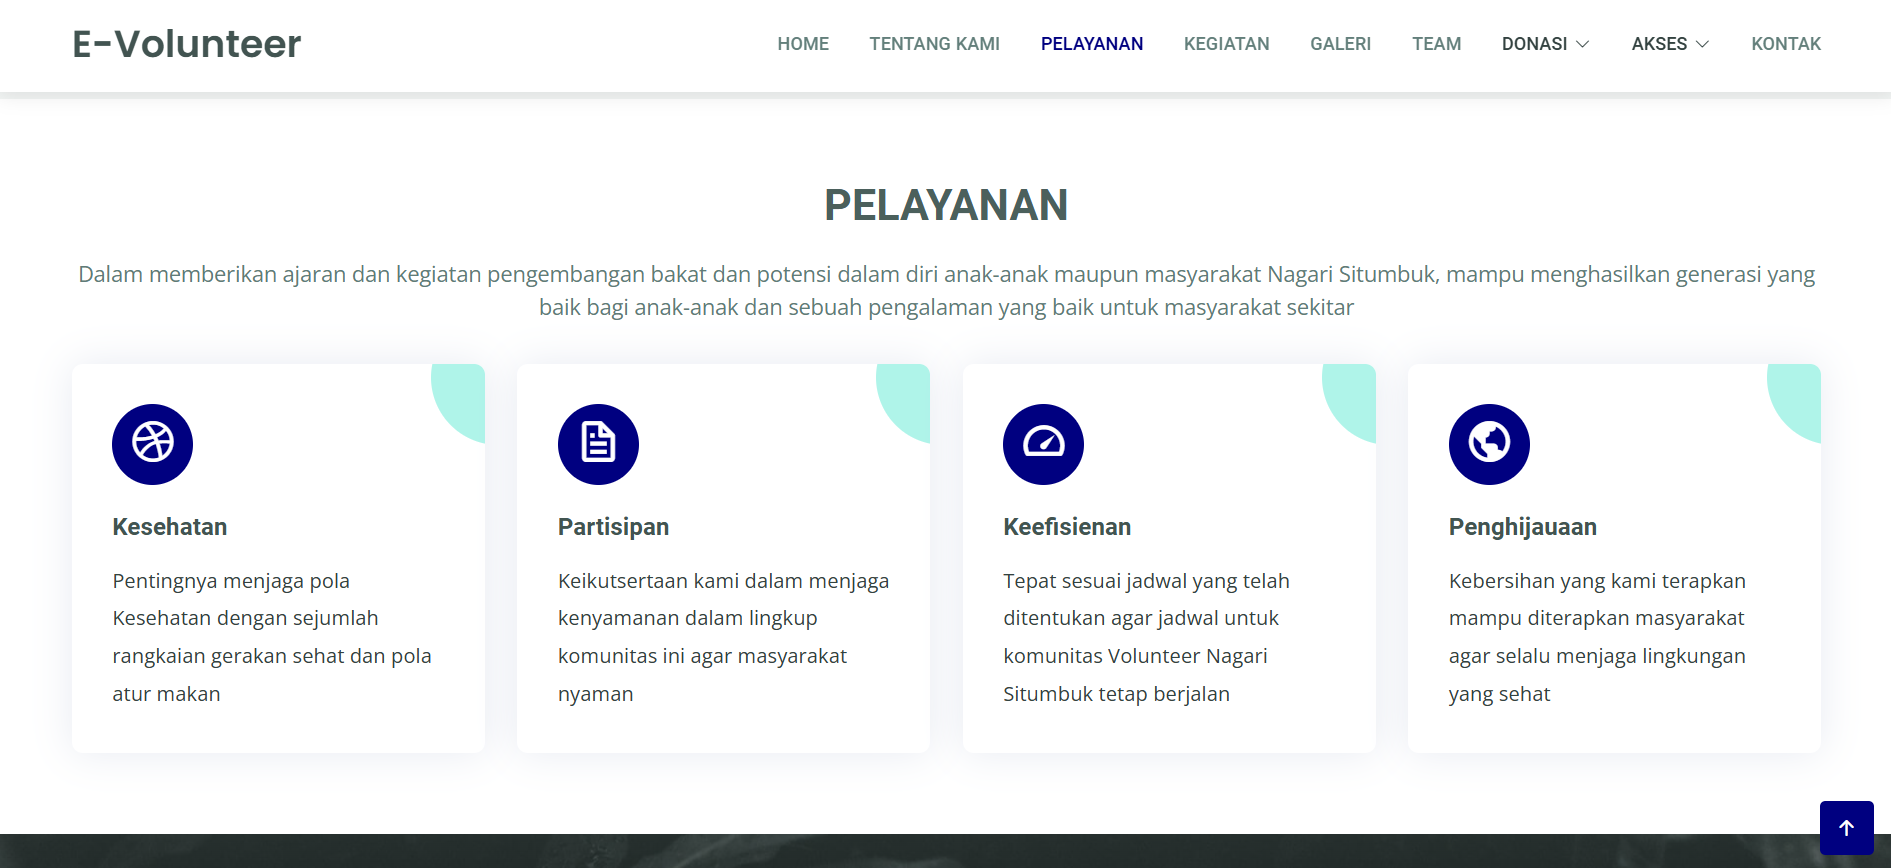 E-Volunteer
HOME TENTANG KAMI PELAYANAN KEGIATAN GALERI TEAM DONASI AKSES KONTAK
PELAYANAN
Dalam memberikan ajaran dan kegiatan pengembangan bakat dan potensi dalam diri anak-anak maupun masyarakat Nagari Situmbuk, mampu menghasilkan generasi yang
baik bagi anak-anak dan sebuah pengalaman yang baik untuk masyarakat sekitar
Kesehatan
Pentingnya menjaga pola
Kesehatan dengan sejumlah
rangkaian gerakan sehat dan pola
atur makan
Partisipan
Keikutsertaan kami dalam menjaga
kenyamanan dalam lingkup
komunitas ini agar masyarakat
nyaman
Keefisienan
Tepat sesuai jadwal yang telah
ditentukan agar jadwal untuk
komunitas Volunteer Nagari
Situmbuk tetap berjalan
Penghijauaan
Kebersihan yang kami terapkan
mampu diterapkan masyarakat
agar selalu menjaga lingkungan
yang sehat